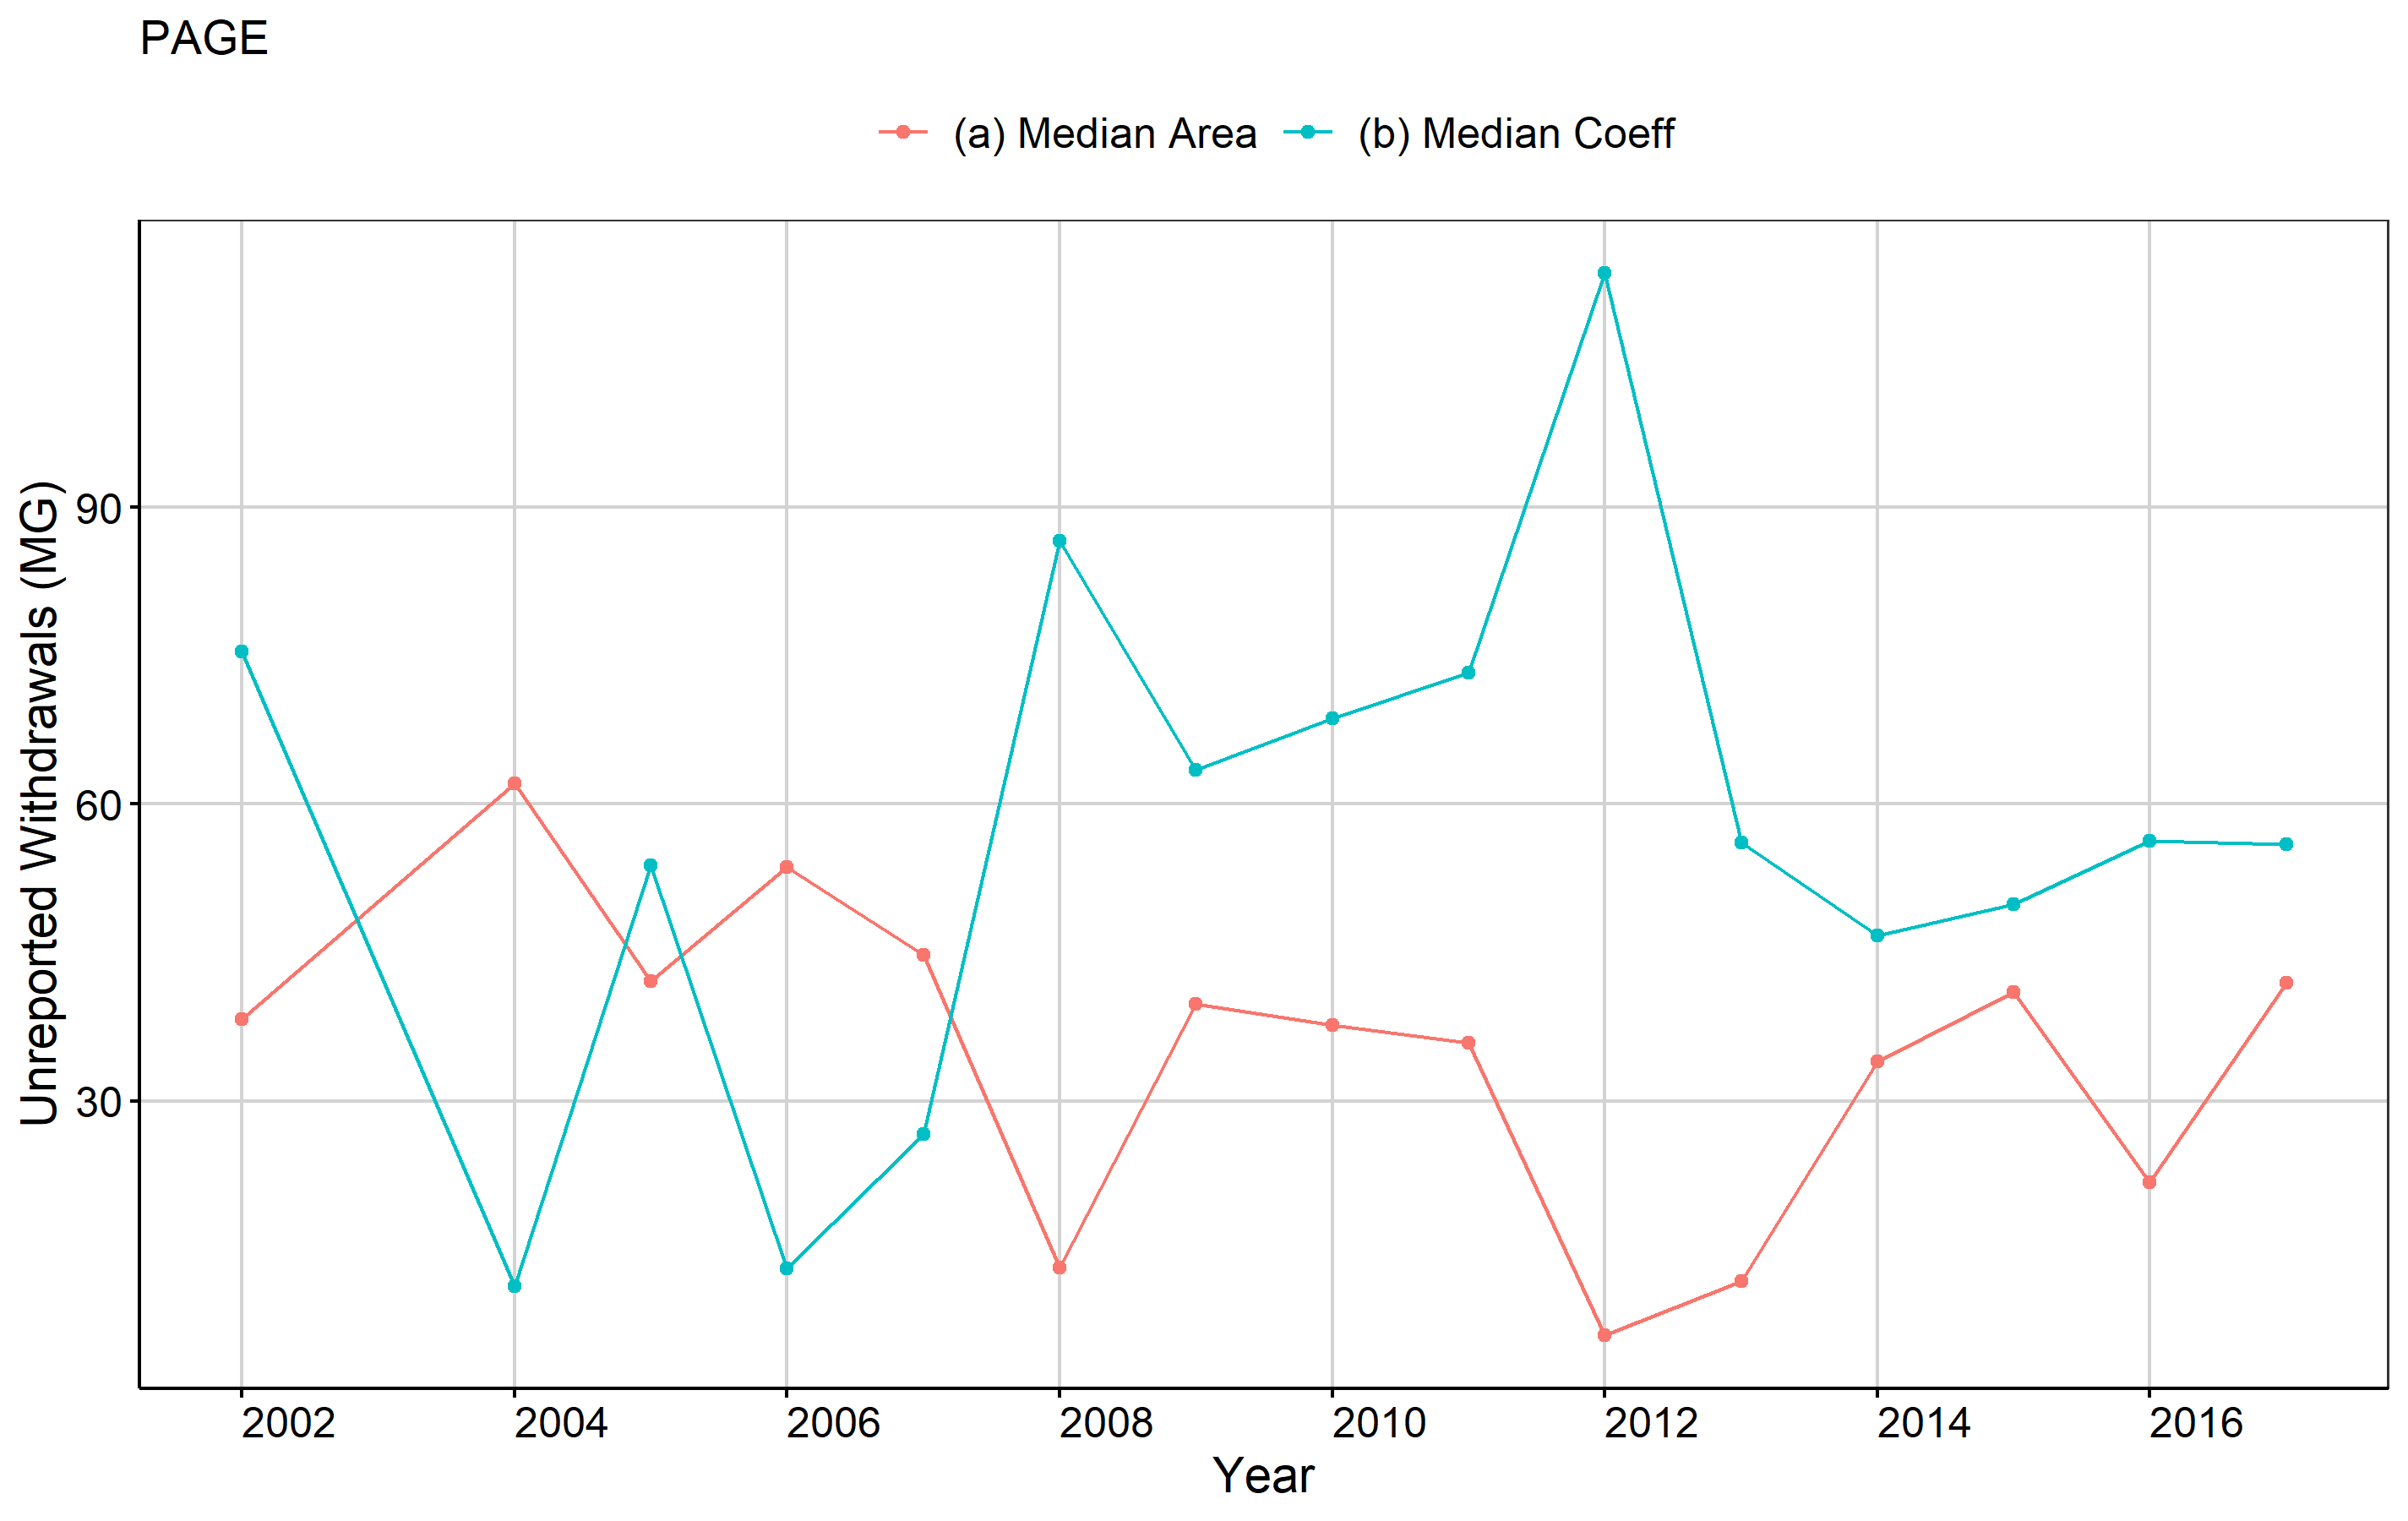 PAGE
(a) Median Area (b) Median Coeff
Unreported Withdrawals (MG)
90
60
30
2002 2004 2006 2008 2010 2012 2014 2016
Year